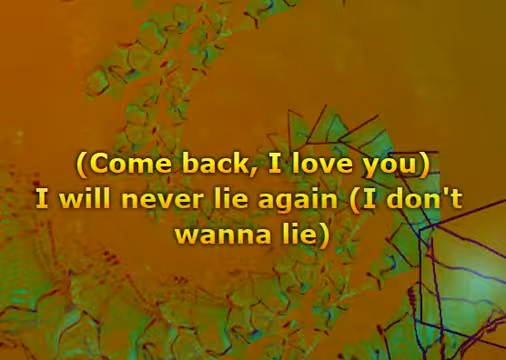 (Come back, I love you)
I will never lie again (I don't
wanna lie)